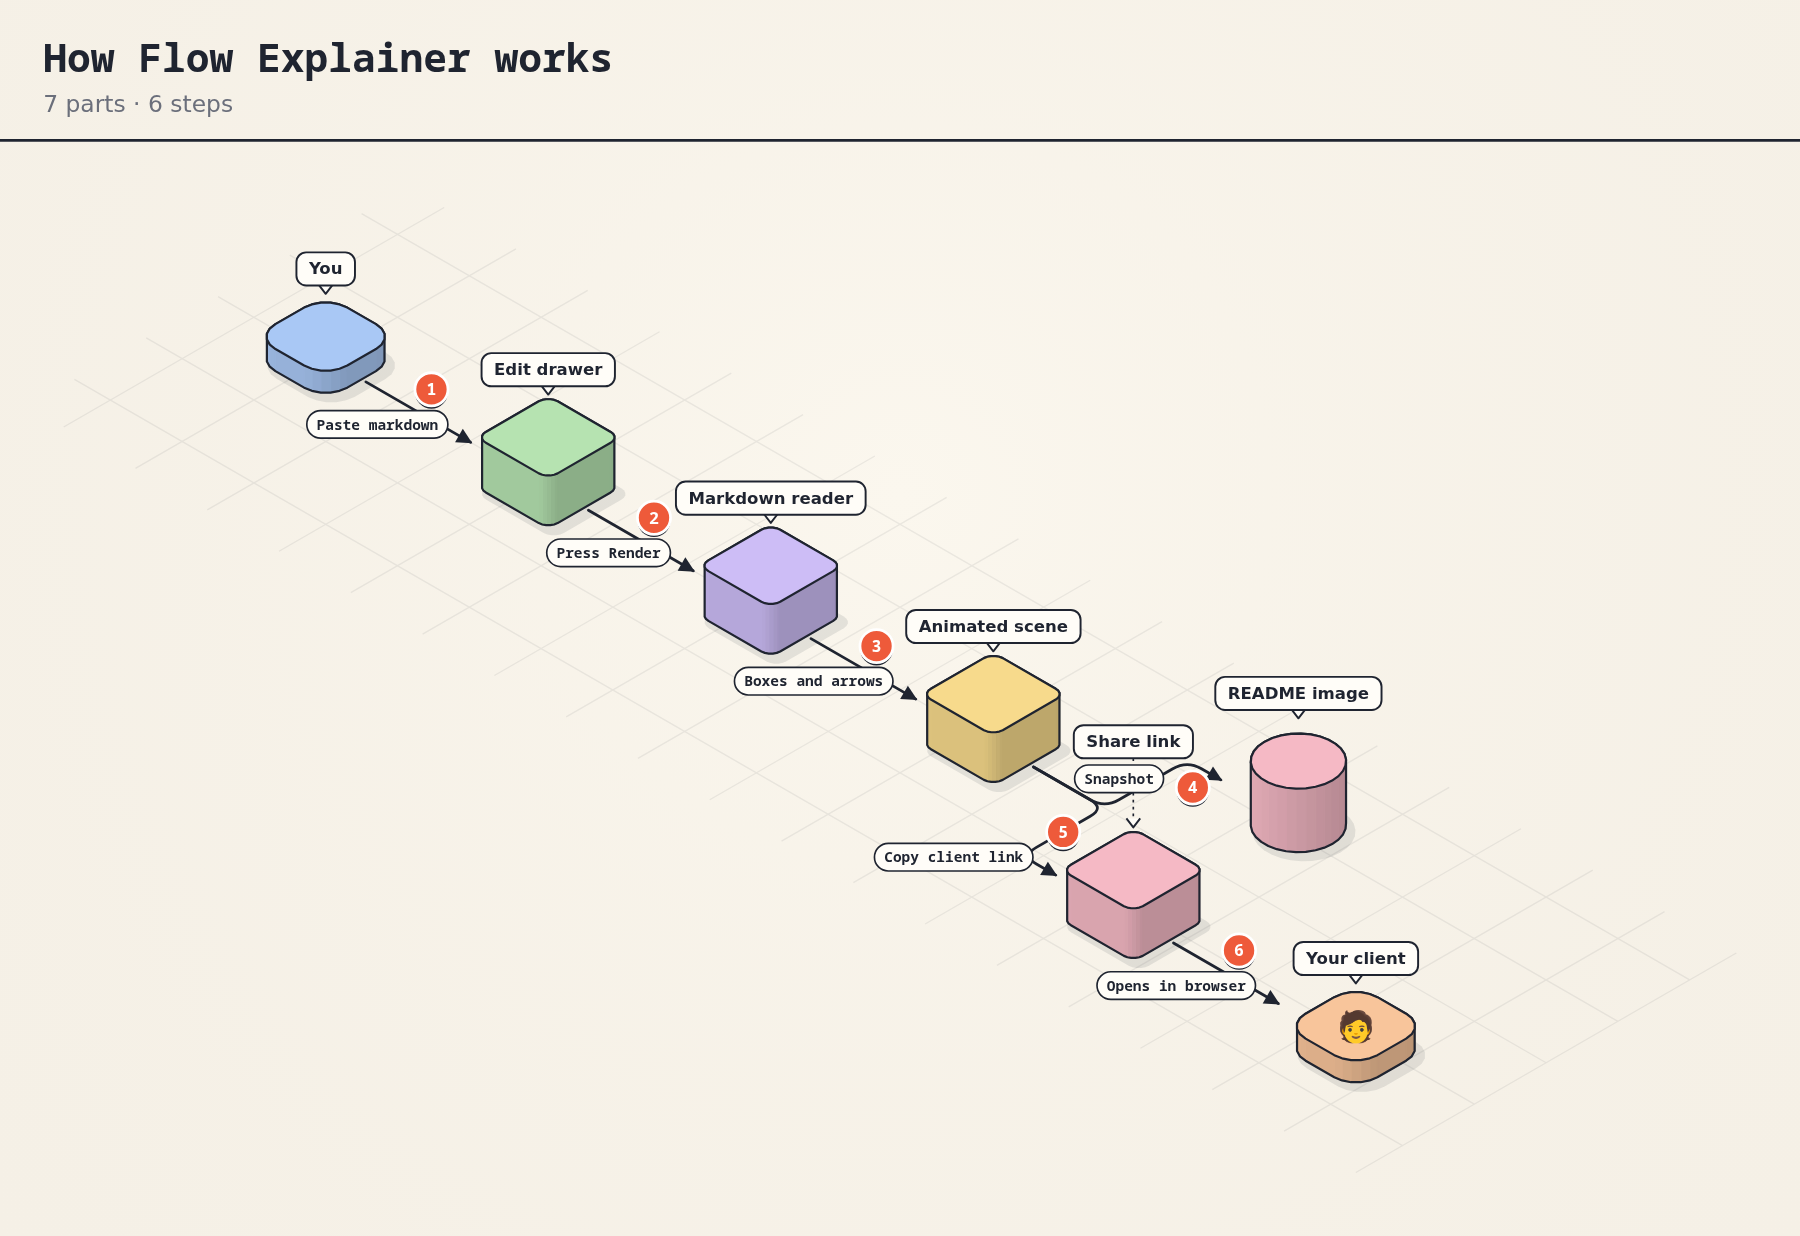 How Flow Explainer works
7 parts · 6 steps
You
1
Paste markdown
Edit drawer
2
Press Render
Markdown reader
3
Boxes and arrows
Animated scene
README image
Share link
Snapshot
4
5
Copy client link
6
Opens in browser
Your client